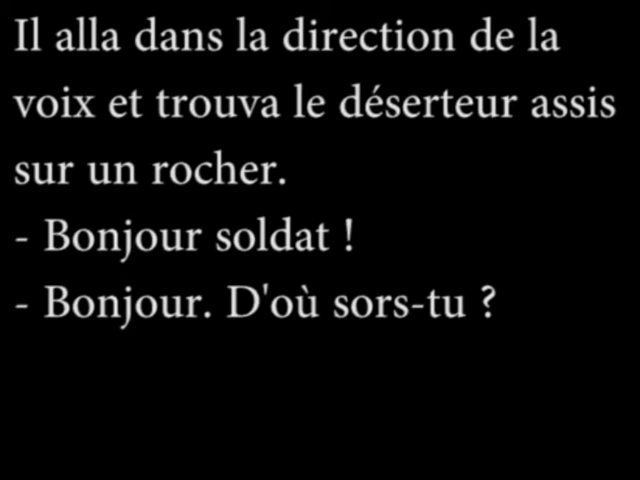 Il alla dans la direction de la
voix et trouva le déserteur assis
sur un rocher.
- Bonjour soldat !
- Bonjour. D'où sors-tu ?